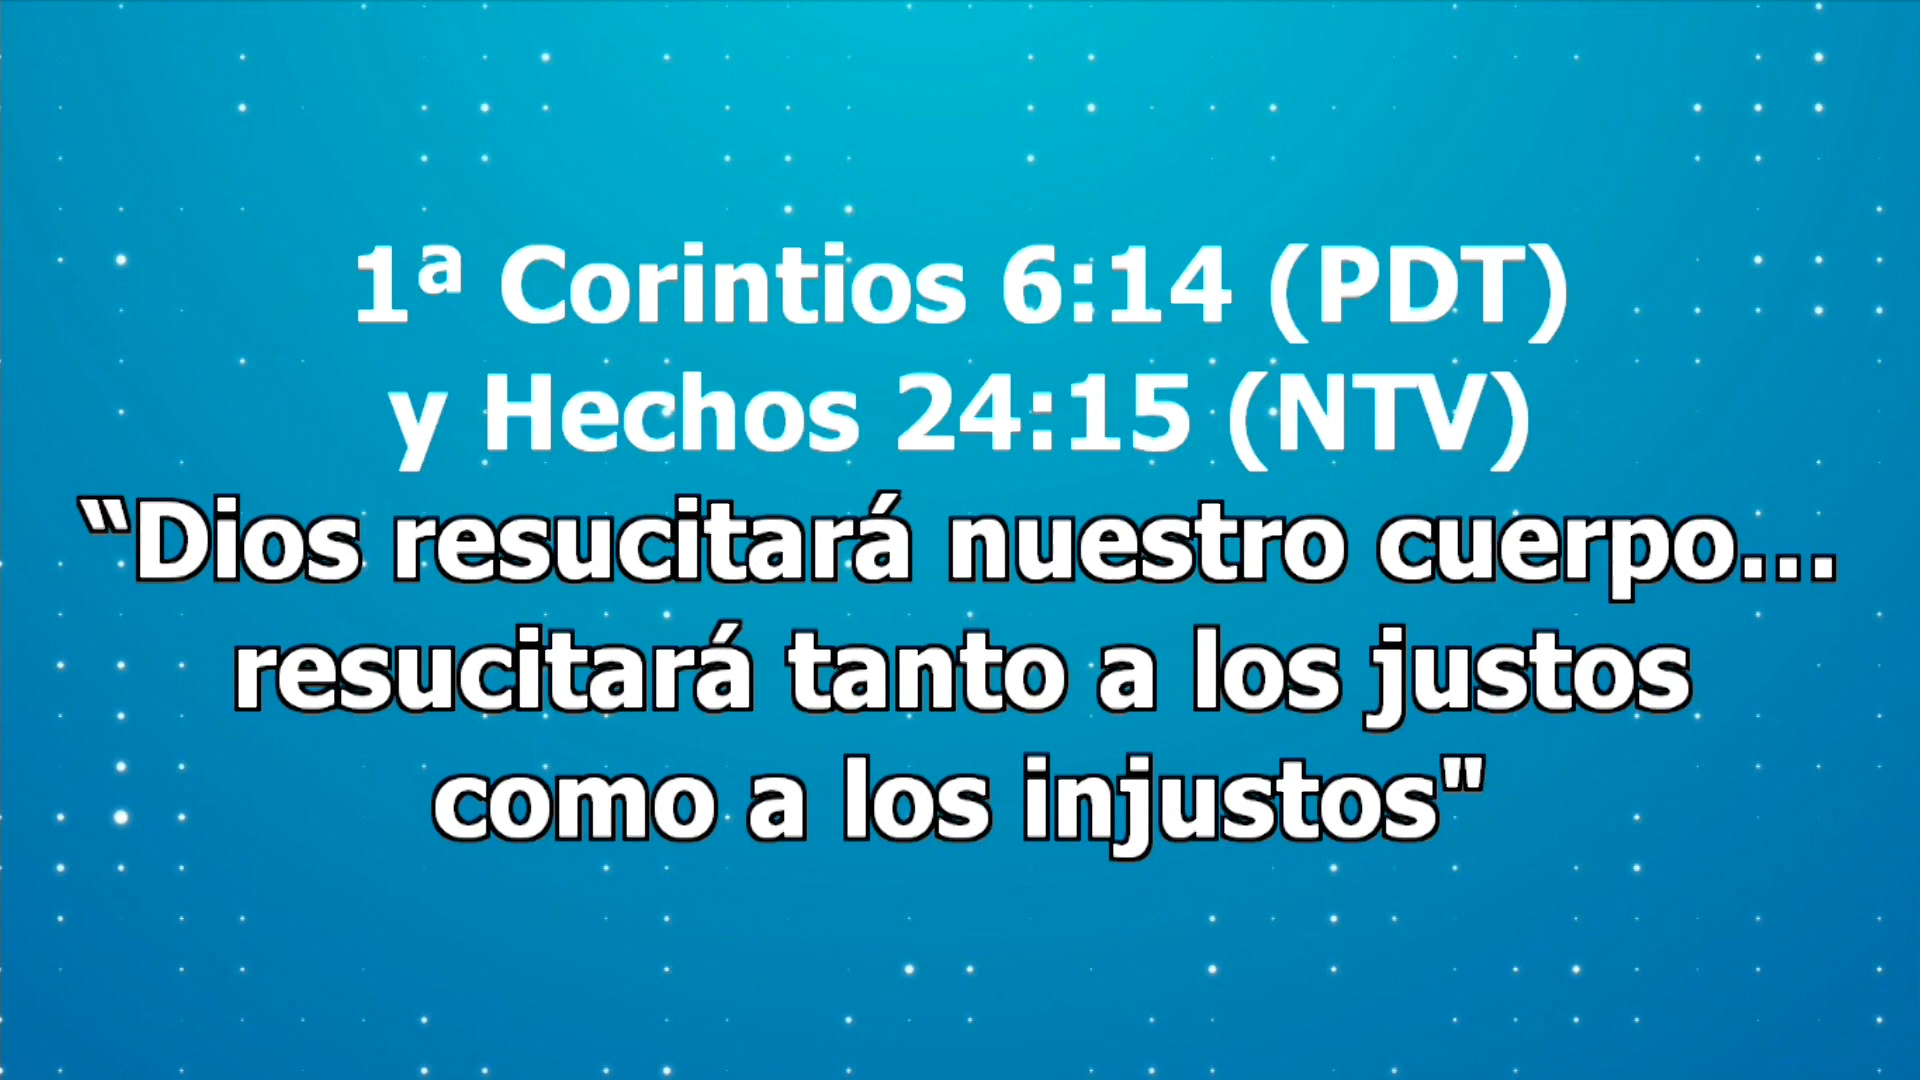 1ª Corintios 6:14 (PDT)
y Hechos 24:15 (NTV)
“Dios resucitará nuestro cuerpo...
resucitará tanto a los justos
como a los injustos"